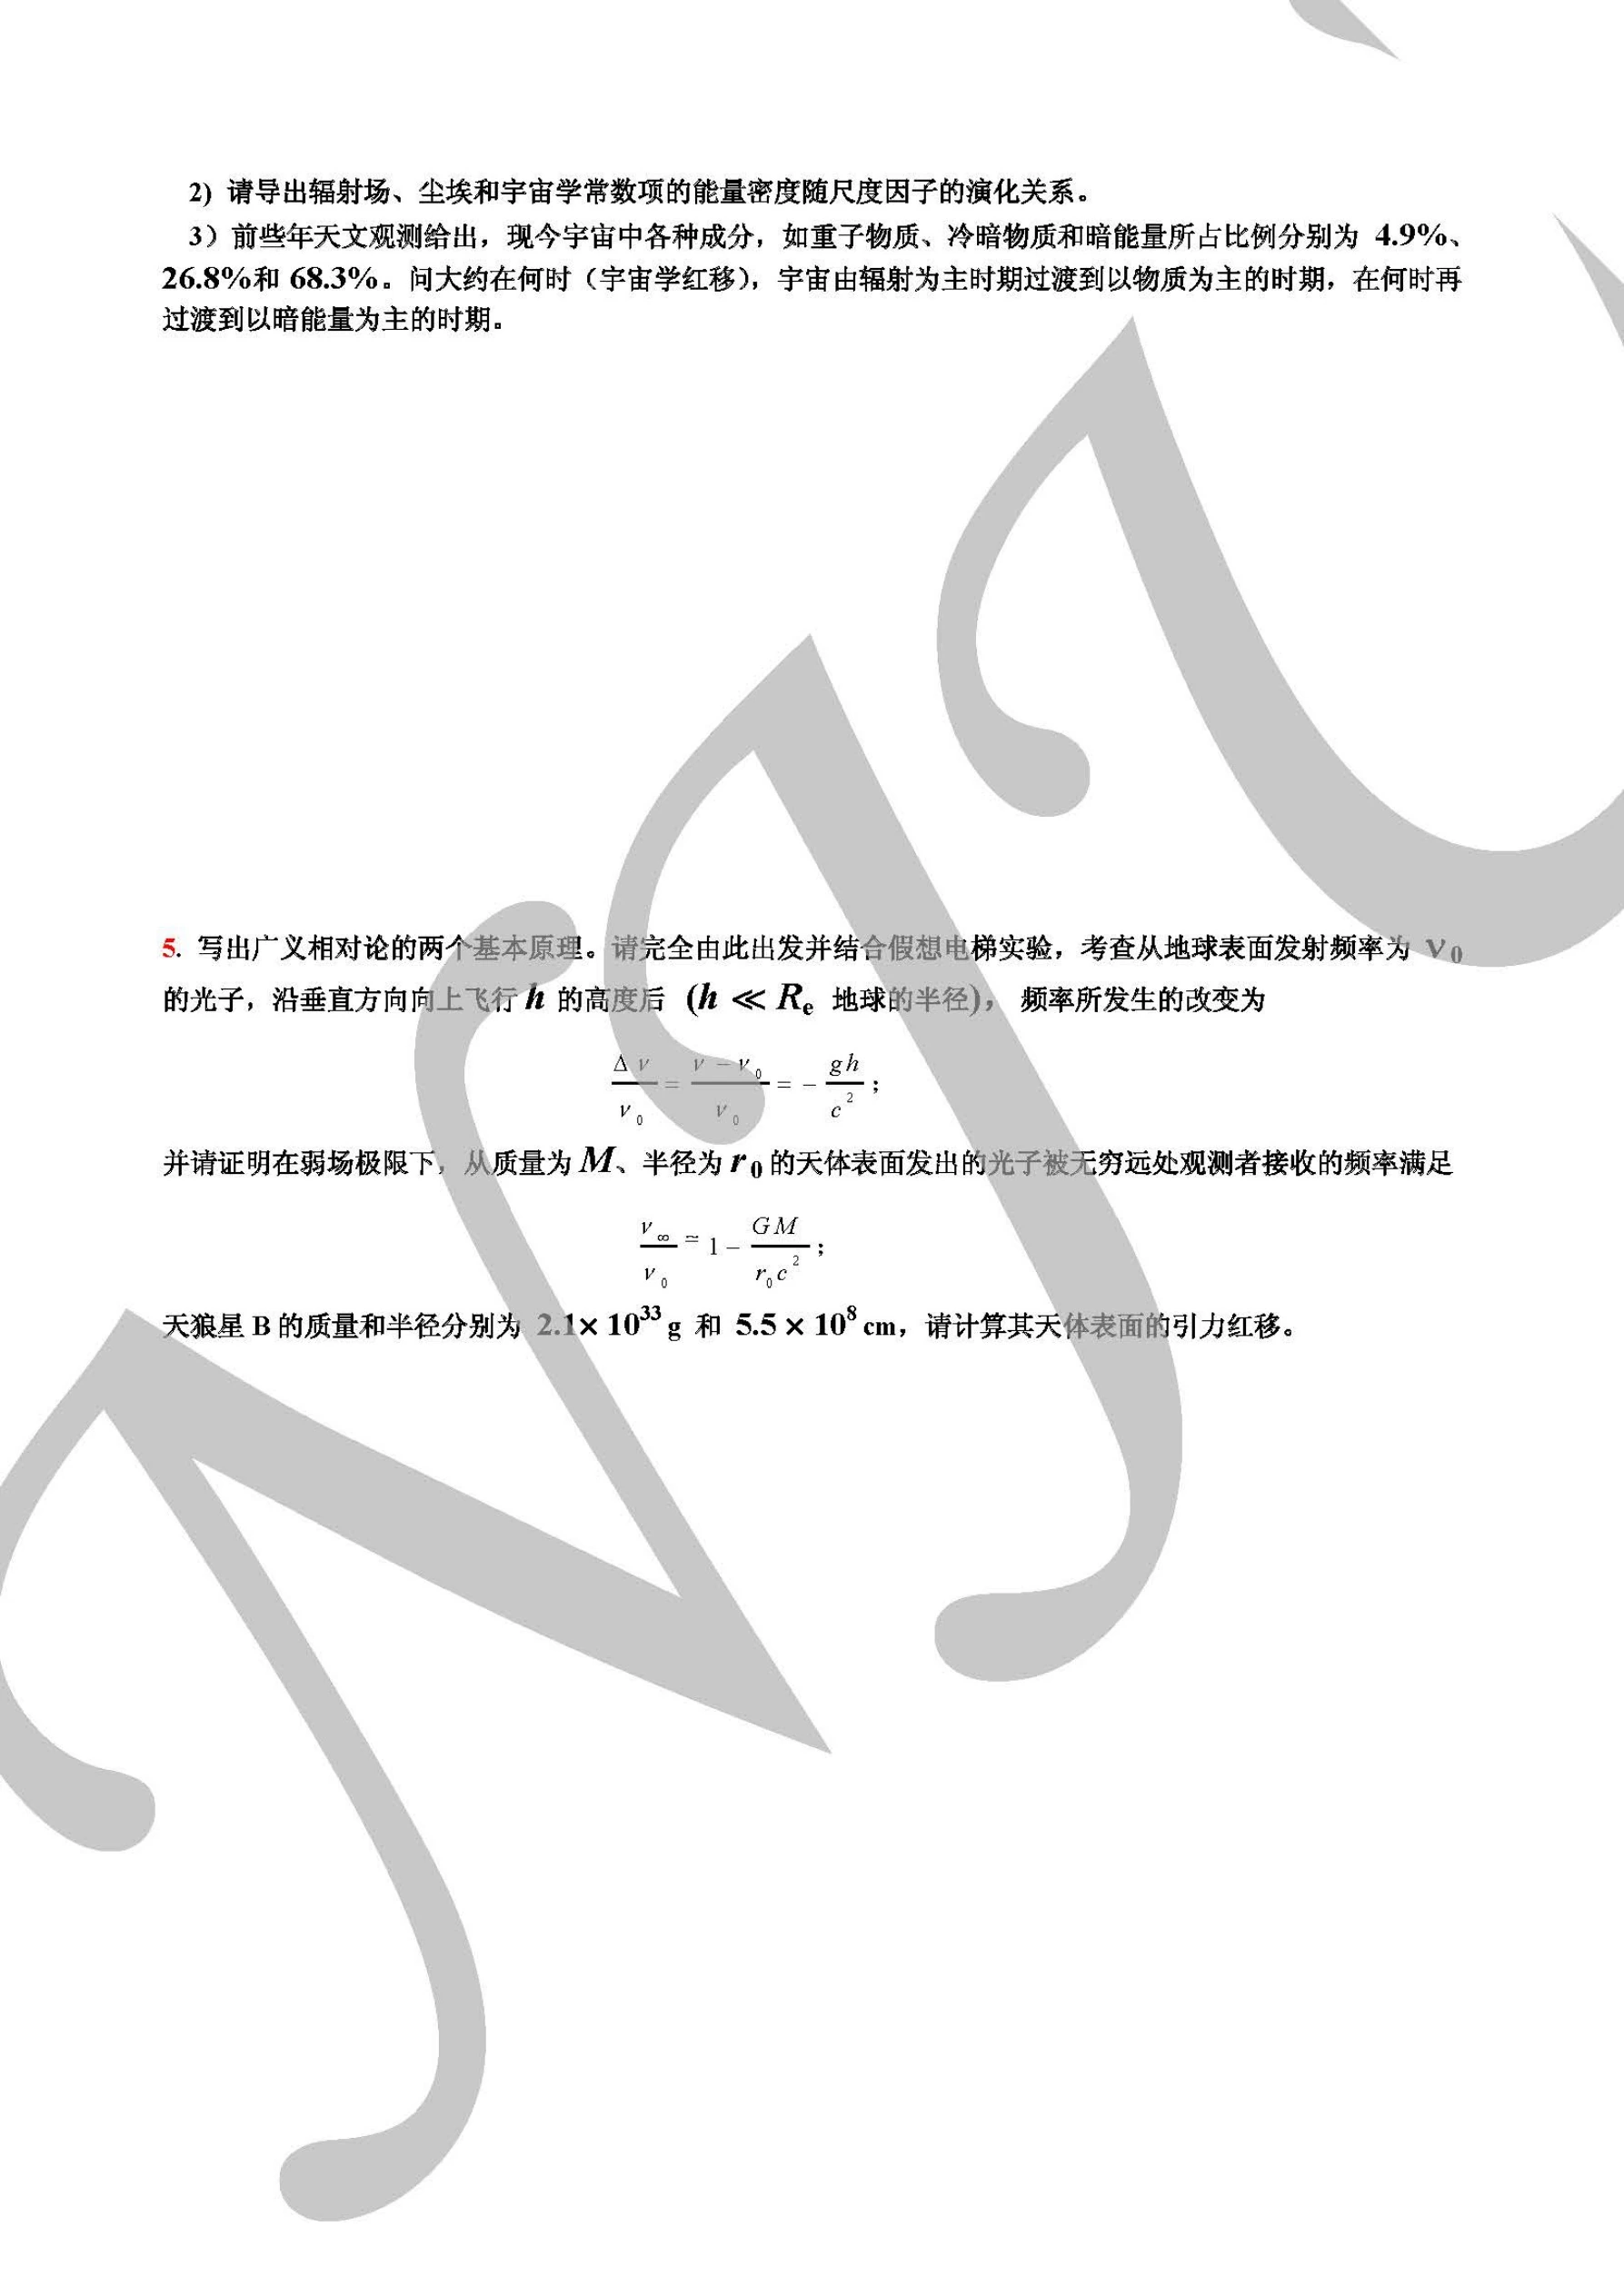 2) 请导出辐射场、尘埃和宇宙学常数项的能量密度随尺度因子的演化关系。
3）前些年天文观测给出，现今宇宙中各种成分，如重子物质、冷暗物质和暗能量所占比例分别为 4.9%、
26.8%和 68.3%。问大约在何时（宇宙学红移），宇宙由辐射为主时期过渡到以物质为主的时期，在何时再
过渡到以暗能量为主的时期。
5. 写出广义相对论的两个基本原理。请完全由此出发并结合假想电梯实验，考查从地球表面发射频率为 ν₀
的光子，沿垂直方向向上飞行 h 的高度后 (h ≪ Rₑ 地球的半径)， 频率所发生的改变为
Δν/ν₀ = (ν − ν₀)/ν₀ = − gh/c²；
并请证明在弱场极限下，从质量为 M、半径为 r₀ 的天体表面发出的光子被无穷远处观测者接收的频率满足
ν∞/ν₀ ≃ 1 − GM/(r₀c²)；
天狼星 B 的质量和半径分别为 2.1× 10³³ g 和 5.5 × 10⁸ cm，请计算其天体表面的引力红移。